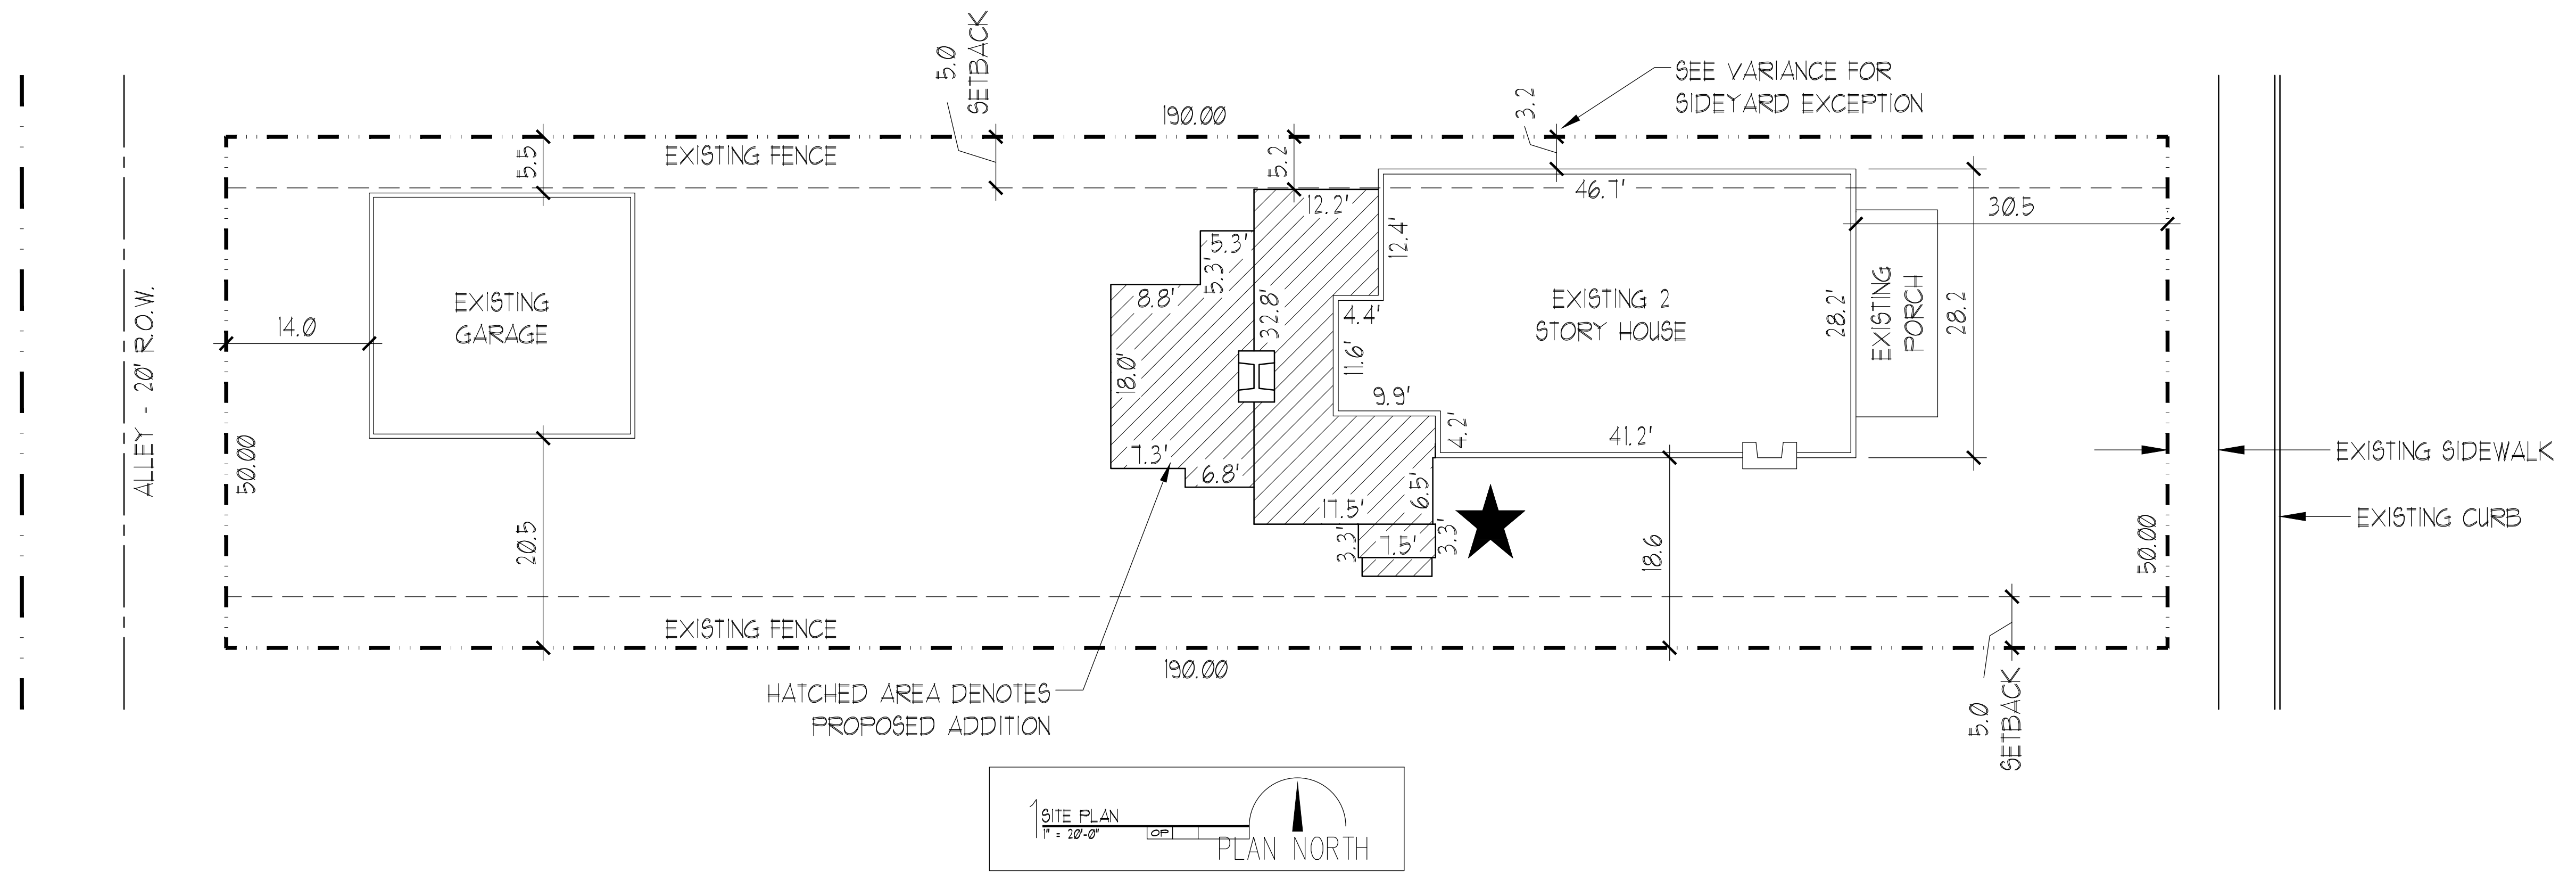 5.0
SETBACK
SEE VARIANCE FOR
SIDEYARD EXCEPTION
3.2
190.00
5.5
EXISTING FENCE
5.2
46.7'
12.2'
30.5
12.4'
5.3'
5.3'
8.8'
EXISTING
GARAGE
14.0
ALLEY - 20' R.O.W.
32.8'
4.4'
EXISTING 2
STORY HOUSE
28.2'
EXISTING
PORCH
28.2
18.0'
11.6'
9.9'
4.2'
41.2'
7.3'
6.8'
50.00
EXISTING SIDEWALK
17.5'
6.5'
3.3'
7.5'
3.3'
20.5
18.6
50.00
EXISTING CURB
EXISTING FENCE
190.00
HATCHED AREA DENOTES
PROPOSED ADDITION
5.0
SETBACK
1
SITE PLAN
1" = 20'-0"
OP
PLAN NORTH